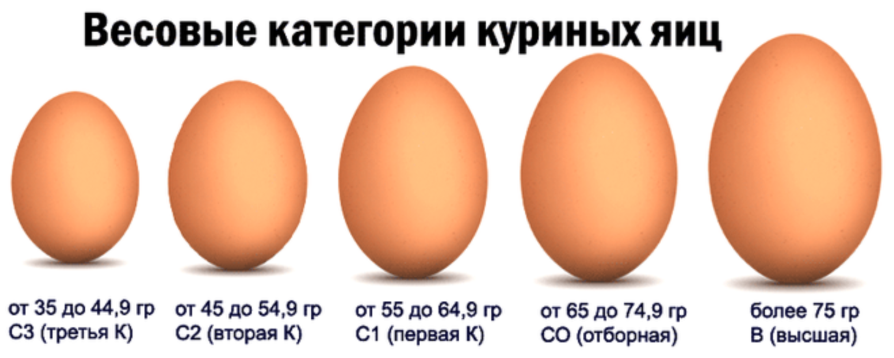 Весовые категории куриных яиц
от 35 до 44,9 гр
С3 (третья К)
от 45 до 54,9 гр
С2 (вторая К)
от 55 до 64,9 гр
С1 (первая К)
от 65 до 74,9 гр
СО (отборная)
более 75 гр
В (высшая)